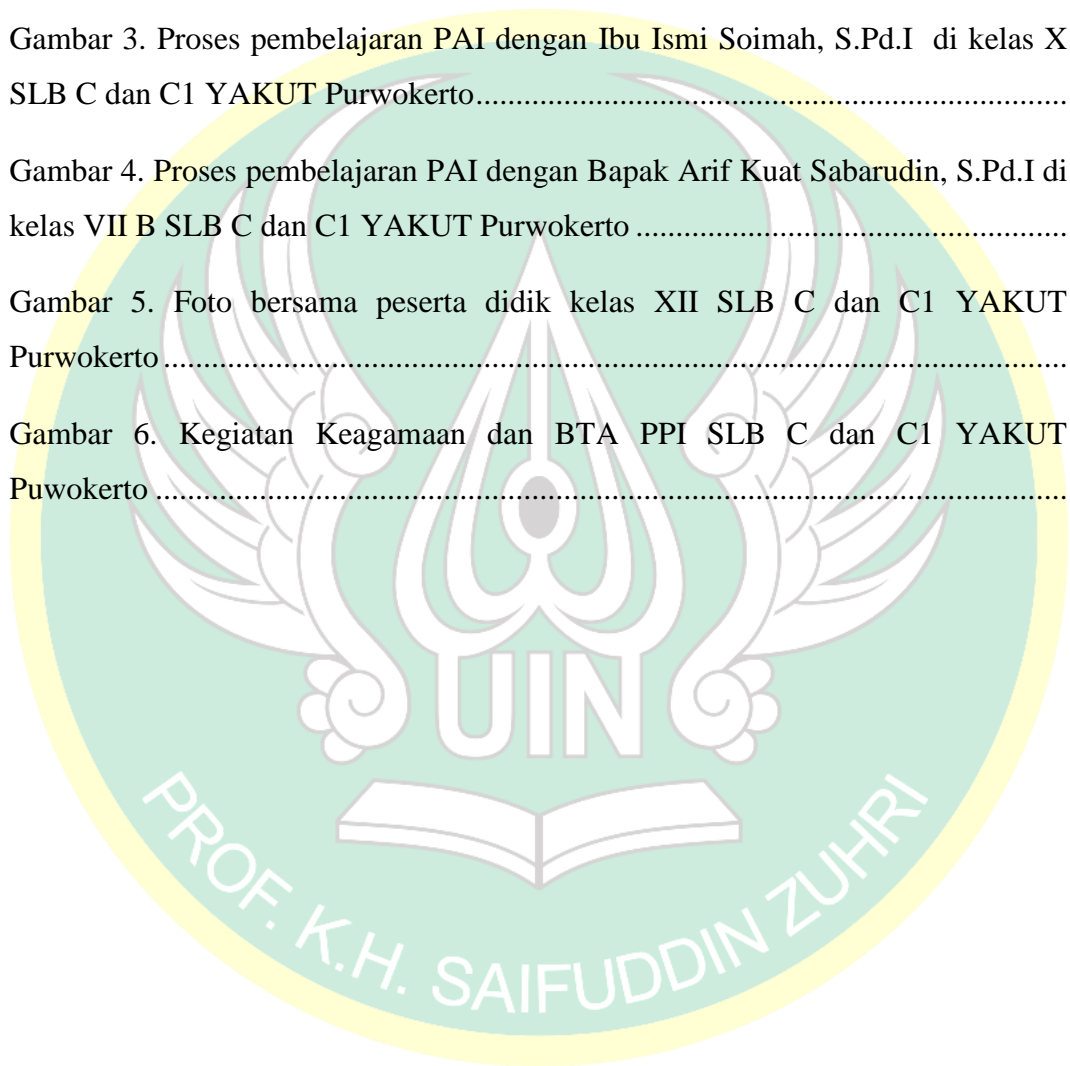 Gambar 3. Proses pembelajaran PAI dengan Ibu Ismi Soimah, S.Pd.I di kelas X
SLB C dan C1 YAKUT Purwokerto.............................................................................................
Gambar 4. Proses pembelajaran PAI dengan Bapak Arif Kuat Sabarudin, S.Pd.I di
kelas VII B SLB C dan C1 YAKUT Purwokerto ....................................................................
Gambar 5. Foto bersama peserta didik kelas XII SLB C dan C1 YAKUT
Purwokerto..............................................................................................................................................
Gambar 6. Kegiatan Keagamaan dan BTA PPI SLB C dan C1 YAKUT
Puwokerto ...............................................................................................................................................
UIN
PROF. K.H. SAIFUDDIN ZUHRI